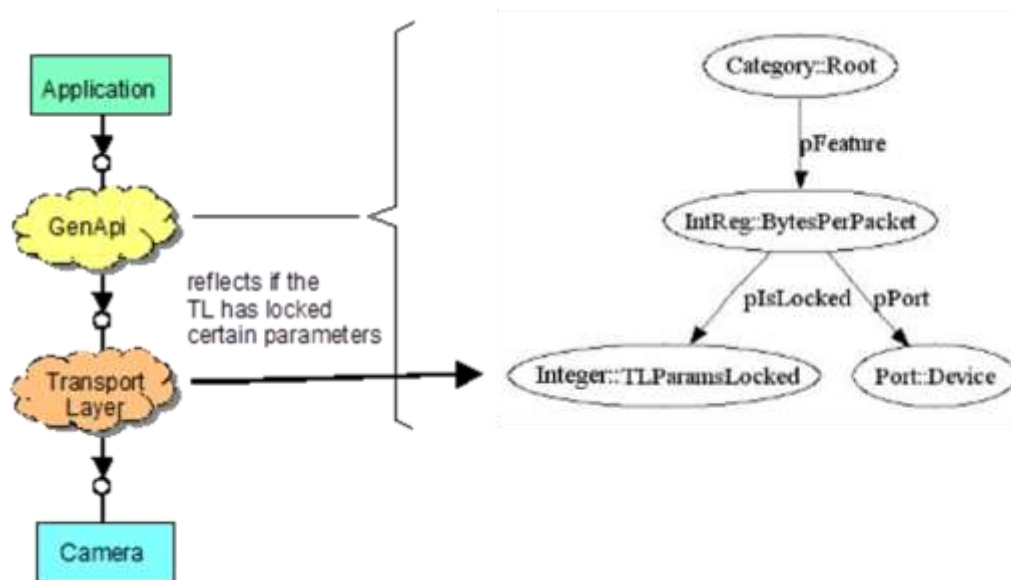 Application
GenApi
reflects if the
TL has locked
certain parameters
Transport
Layer
Camera
Category::Root
pFeature
IntReg::BytesPerPacket
pIsLocked
pPort
Integer::TLParamsLocked
Port::Device